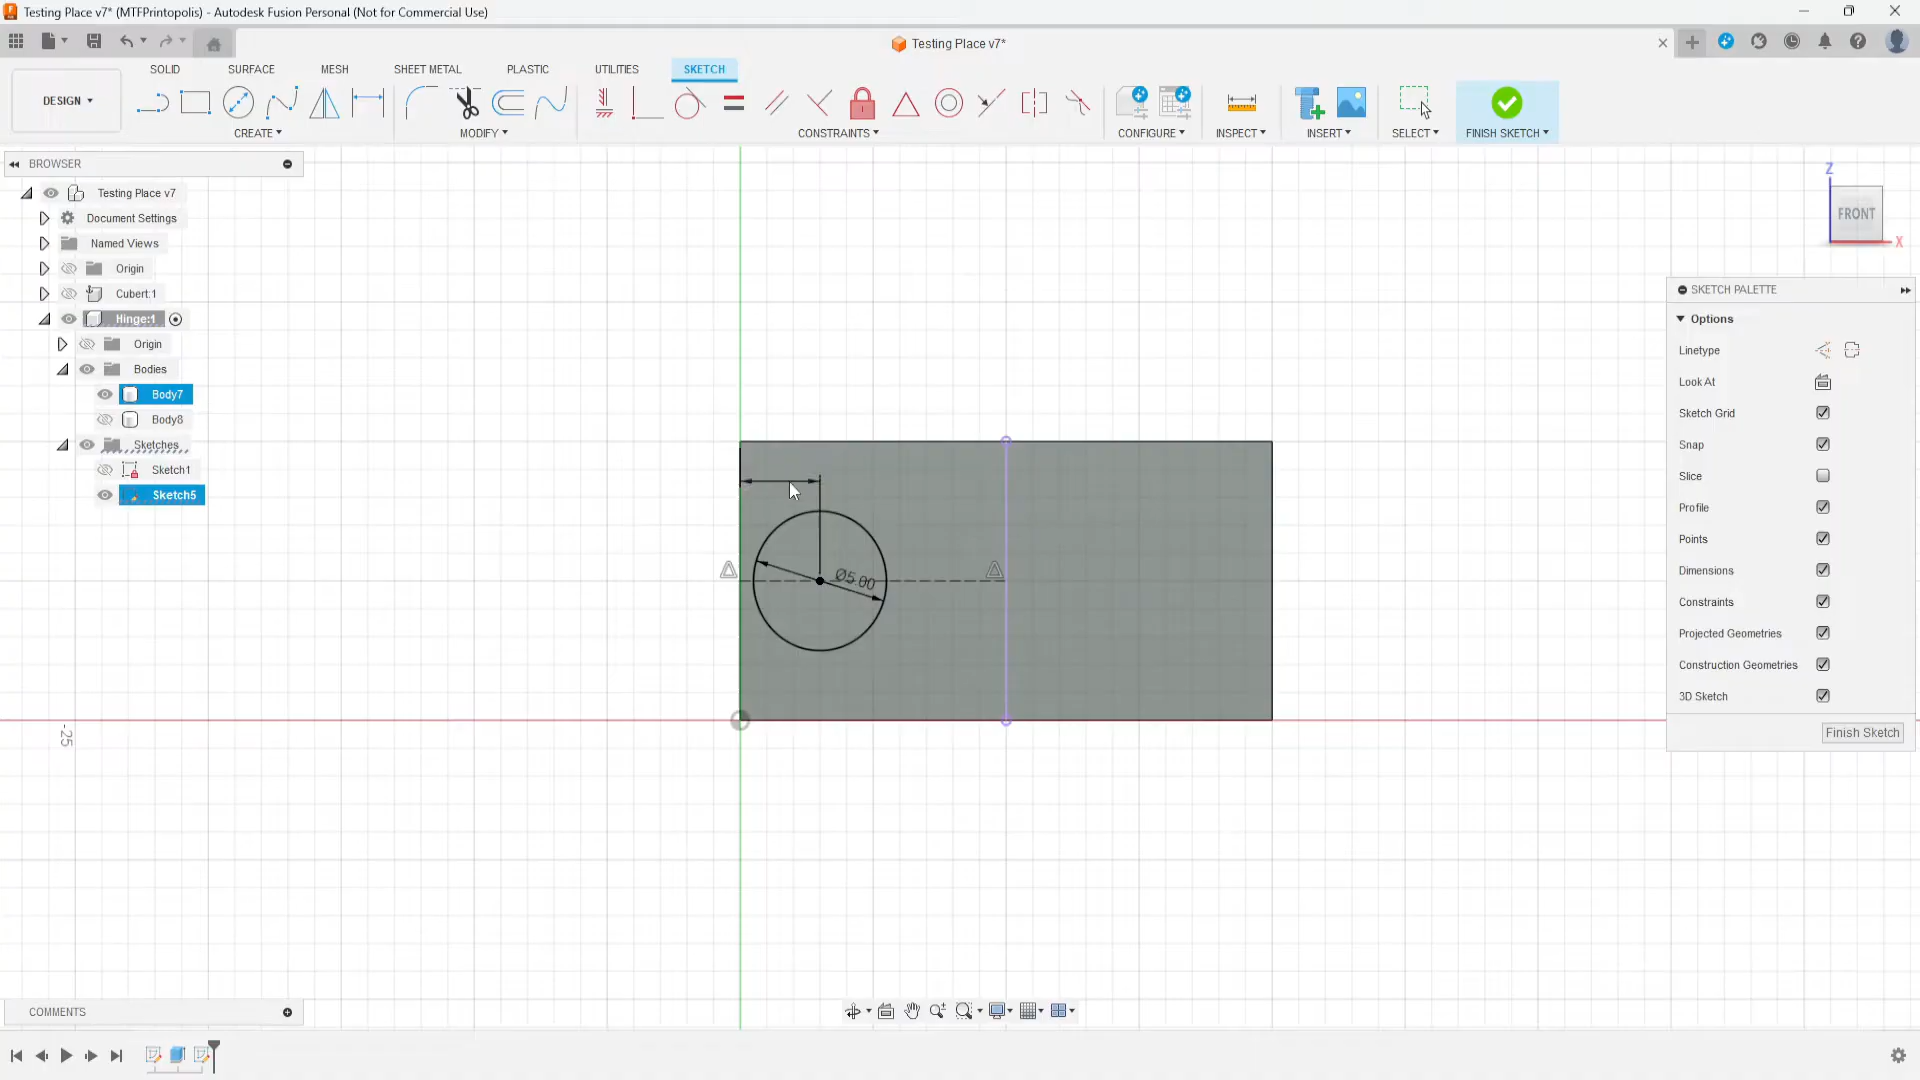 Testing Place v7* (MTFPrintopolis) - Autodesk Fusion Personal (Not for Commercial Use)
Testing Place v7*
SOLID SURFACE MESH SHEET METAL PLASTIC UTILITIES SKETCH
DESIGN
CREATE MODIFY CONSTRAINTS CONFIGURE INSPECT INSERT SELECT FINISH SKETCH
BROWSER
Testing Place v7
Document Settings
Named Views
Origin
Cubert:1
Hinge:1
Origin
Bodies
Body7
Body8
Sketches
Sketch1
Sketch5
Z
FRONT
X
Ø5.00
-25
SKETCH PALETTE
Options
Linetype
Look At
Sketch Grid
Snap
Slice
Profile
Points
Dimensions
Constraints
Projected Geometries
Construction Geometries
3D Sketch
Finish Sketch
COMMENTS